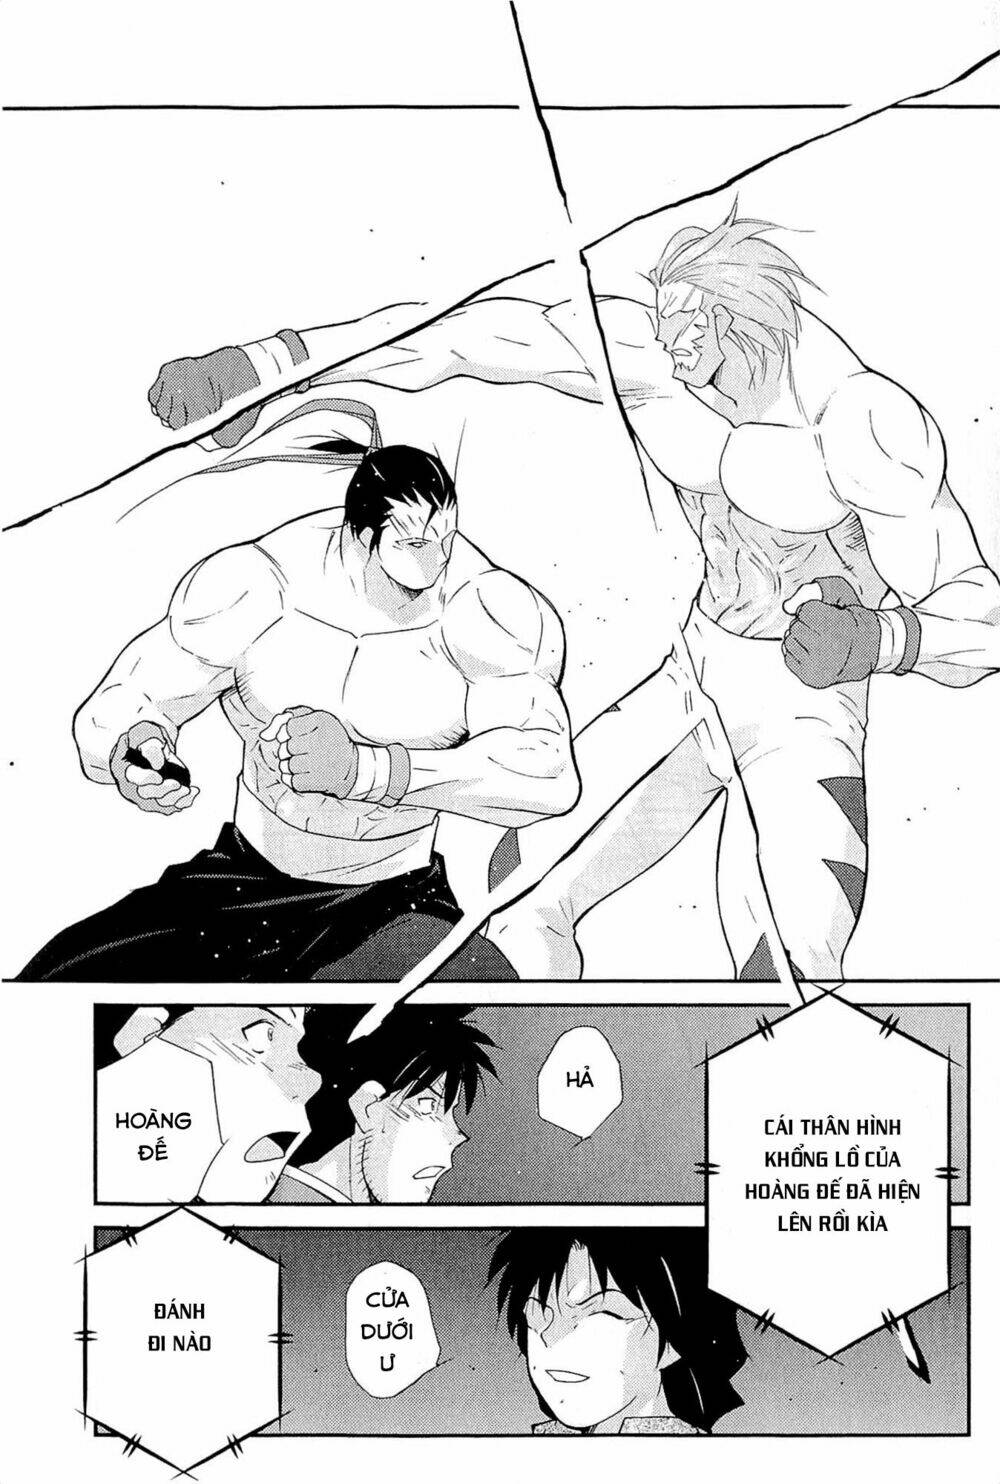 CÁI THÂN HÌNH
KHỔNG LỒ CỦA
HOÀNG ĐẾ ĐÃ HIỆN
LÊN RỒI KÌA
HẢ
HOÀNG
ĐẾ
CỬA
DƯỚI
Ư
ĐÁNH
ĐI NÀO